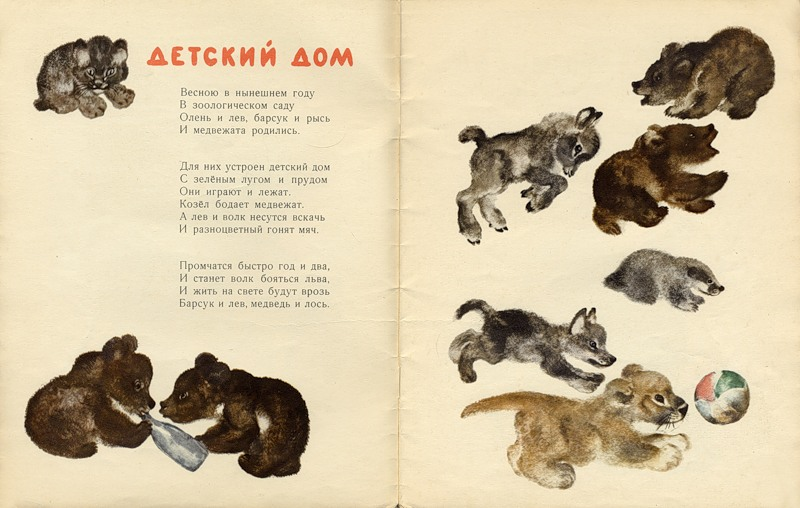 ДЕТСКИЙ ДОМ
Весною в нынешнем году
В зоологическом саду
Олень и лев, барсук и рысь
И медвежата родились.
Для них устроен детский дом
С зелёным лугом и прудом
Они играют и лежат.
Козёл бодает медвежат.
А лев и волк несутся вскачь
И разноцветный гонят мяч.
Промчатся быстро год и два,
И станет волк бояться льва,
И жить на свете будут врозь
Барсук и лев, медведь и лось.